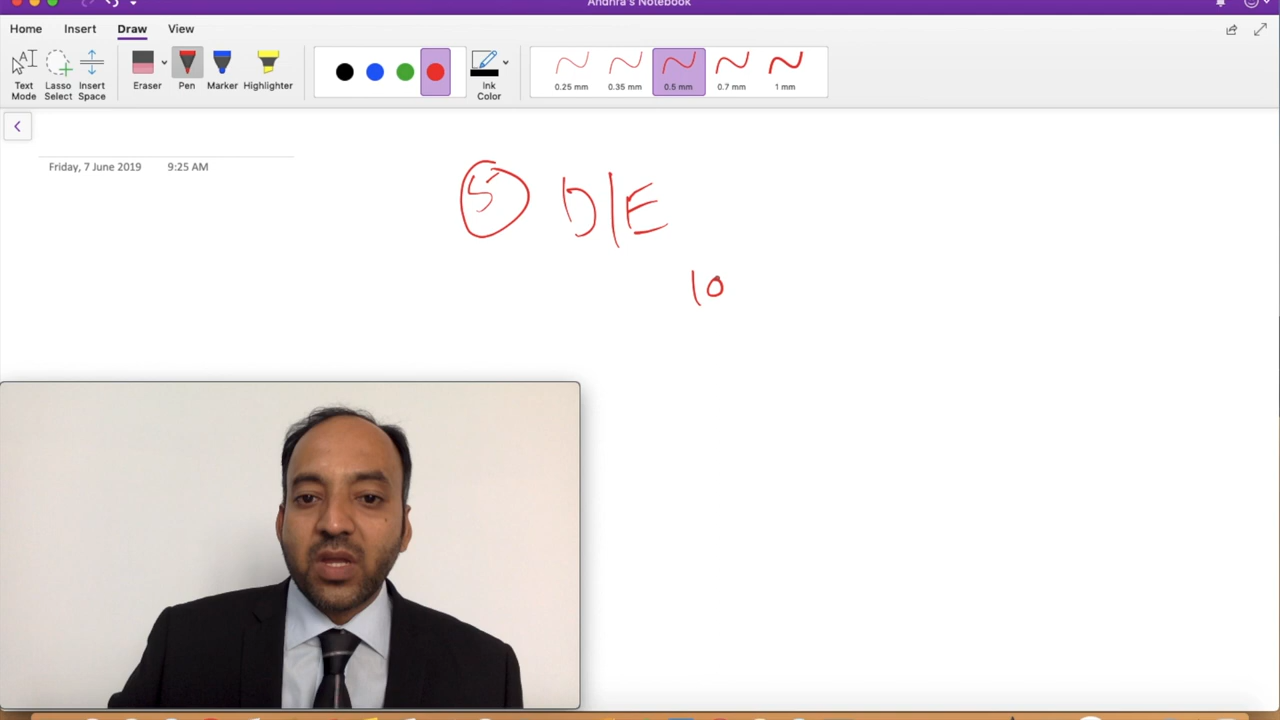 Andhra's Notebook
Home Insert Draw View
Text Mode
Lasso Select
Insert Space
Eraser
Pen
Marker
Highlighter
Ink Color
0.25 mm
0.35 mm
0.5 mm
0.7 mm
1 mm
Friday, 7 June 2019 9:25 AM
5 D/E
10